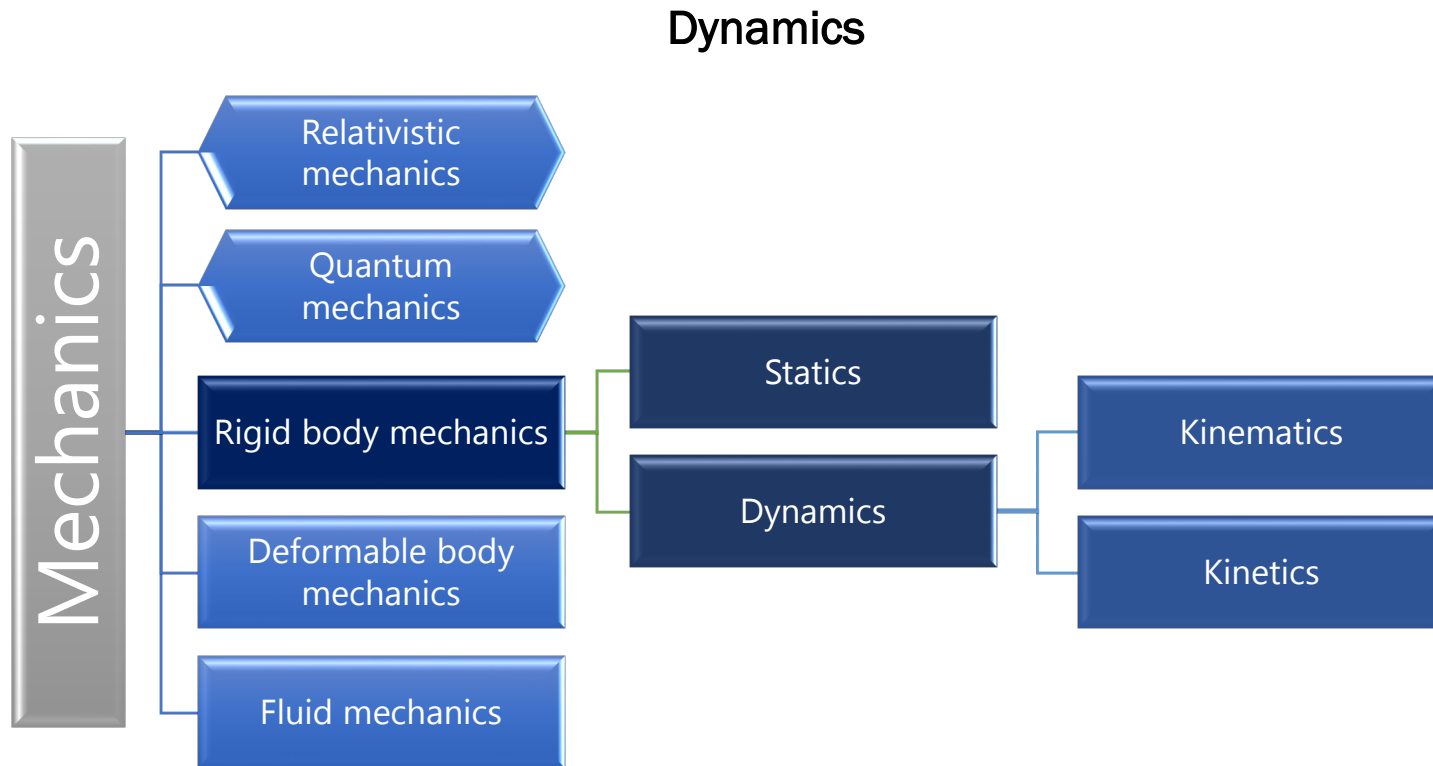 Dynamics
Mechanics
Relativistic
mechanics
Quantum
mechanics
Rigid body mechanics
Deformable body
mechanics
Fluid mechanics
Statics
Dynamics
Kinematics
Kinetics